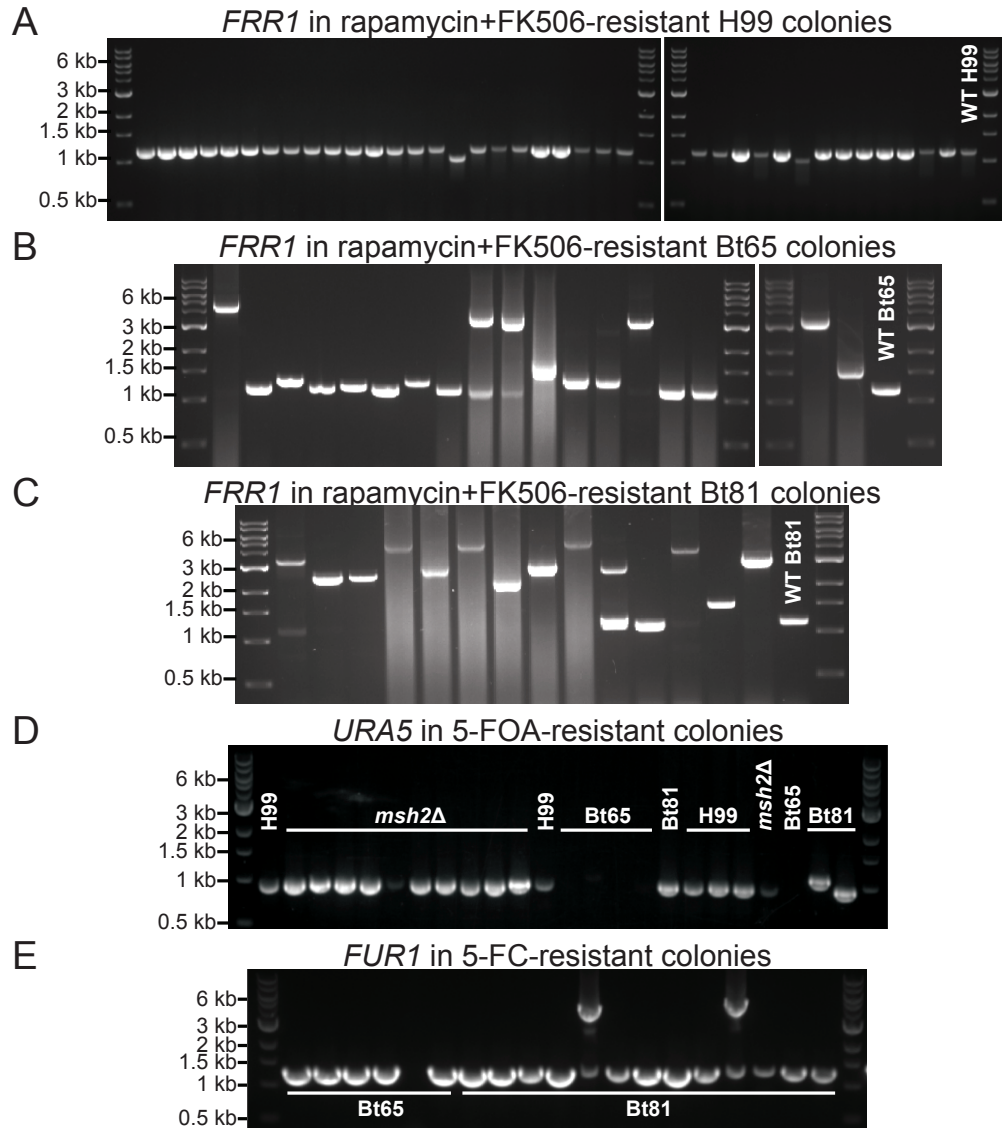 A
FRR1 in rapamycin+FK506-resistant H99 colonies
6 kb
3 kb
2 kb
1.5 kb
1 kb
0.5 kb
WT H99
B
FRR1 in rapamycin+FK506-resistant Bt65 colonies
6 kb
3 kb
2 kb
1.5 kb
1 kb
0.5 kb
WT Bt65
C
FRR1 in rapamycin+FK506-resistant Bt81 colonies
6 kb
3 kb
2 kb
1.5 kb
1 kb
0.5 kb
WT Bt81
D
URA5 in 5-FOA-resistant colonies
6 kb
3 kb
2 kb
1.5 kb
1 kb
0.5 kb
H99
msh2Δ
H99
Bt65
Bt81
H99
msh2Δ
Bt65
Bt81
E
FUR1 in 5-FC-resistant colonies
6 kb
3 kb
2 kb
1.5 kb
1 kb
0.5 kb
Bt65
Bt81